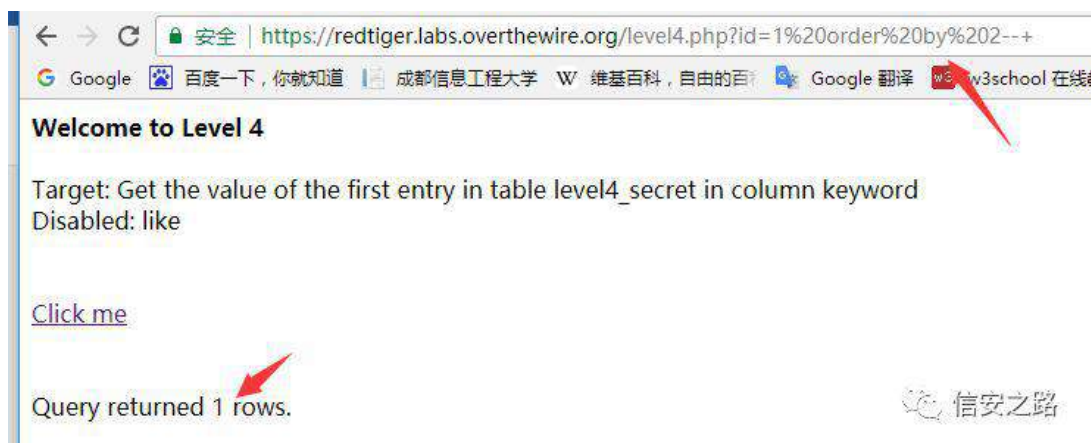 安全 | https://redtiger.labs.overthewire.org/level4.php?id=1%20order%20by%202--+
Google 百度一下，你就知道 成都信息工程大学 W 维基百科，自由的百 Google 翻译 w3school 在线
Welcome to Level 4
Target: Get the value of the first entry in table level4_secret in column keyword
Disabled: like
Click me
Query returned 1 rows.
信安之路